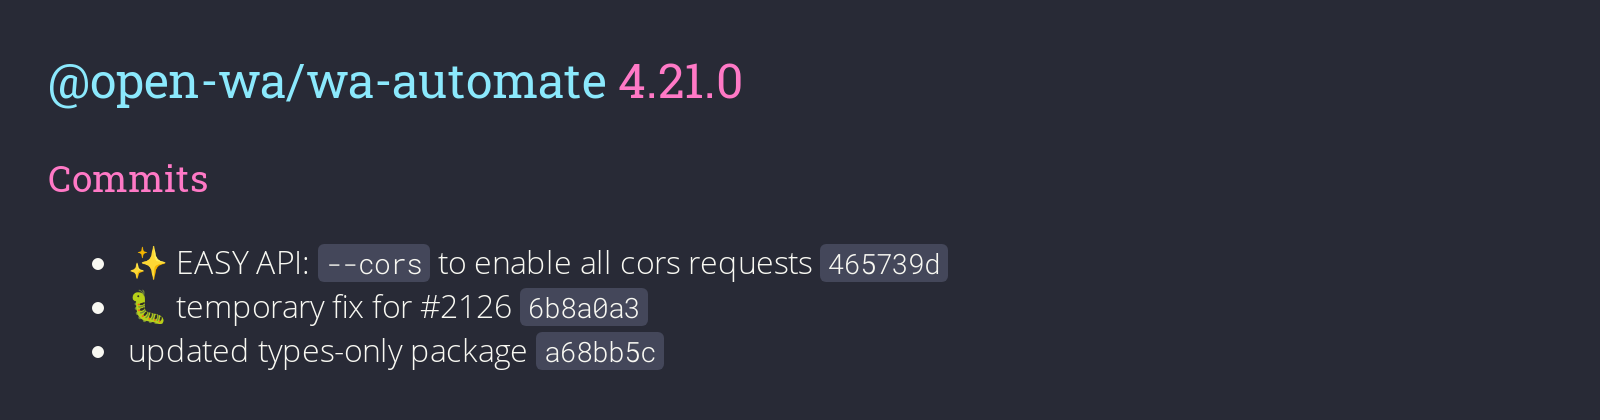 @open-wa/wa-automate 4.21.0
Commits
✨ EASY API: --cors to enable all cors requests 465739d
🐛 temporary fix for #2126 6b8a0a3
updated types-only package a68bb5c